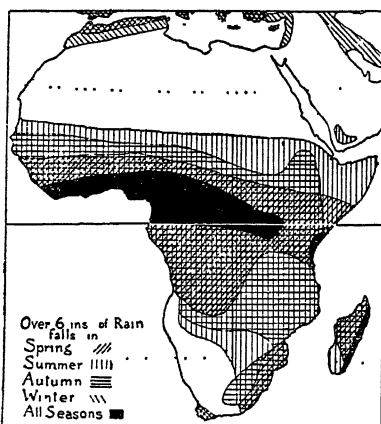 Over 6 ins of Rain
falls in
Spring
Summer
Autumn
Winter
All Seasons